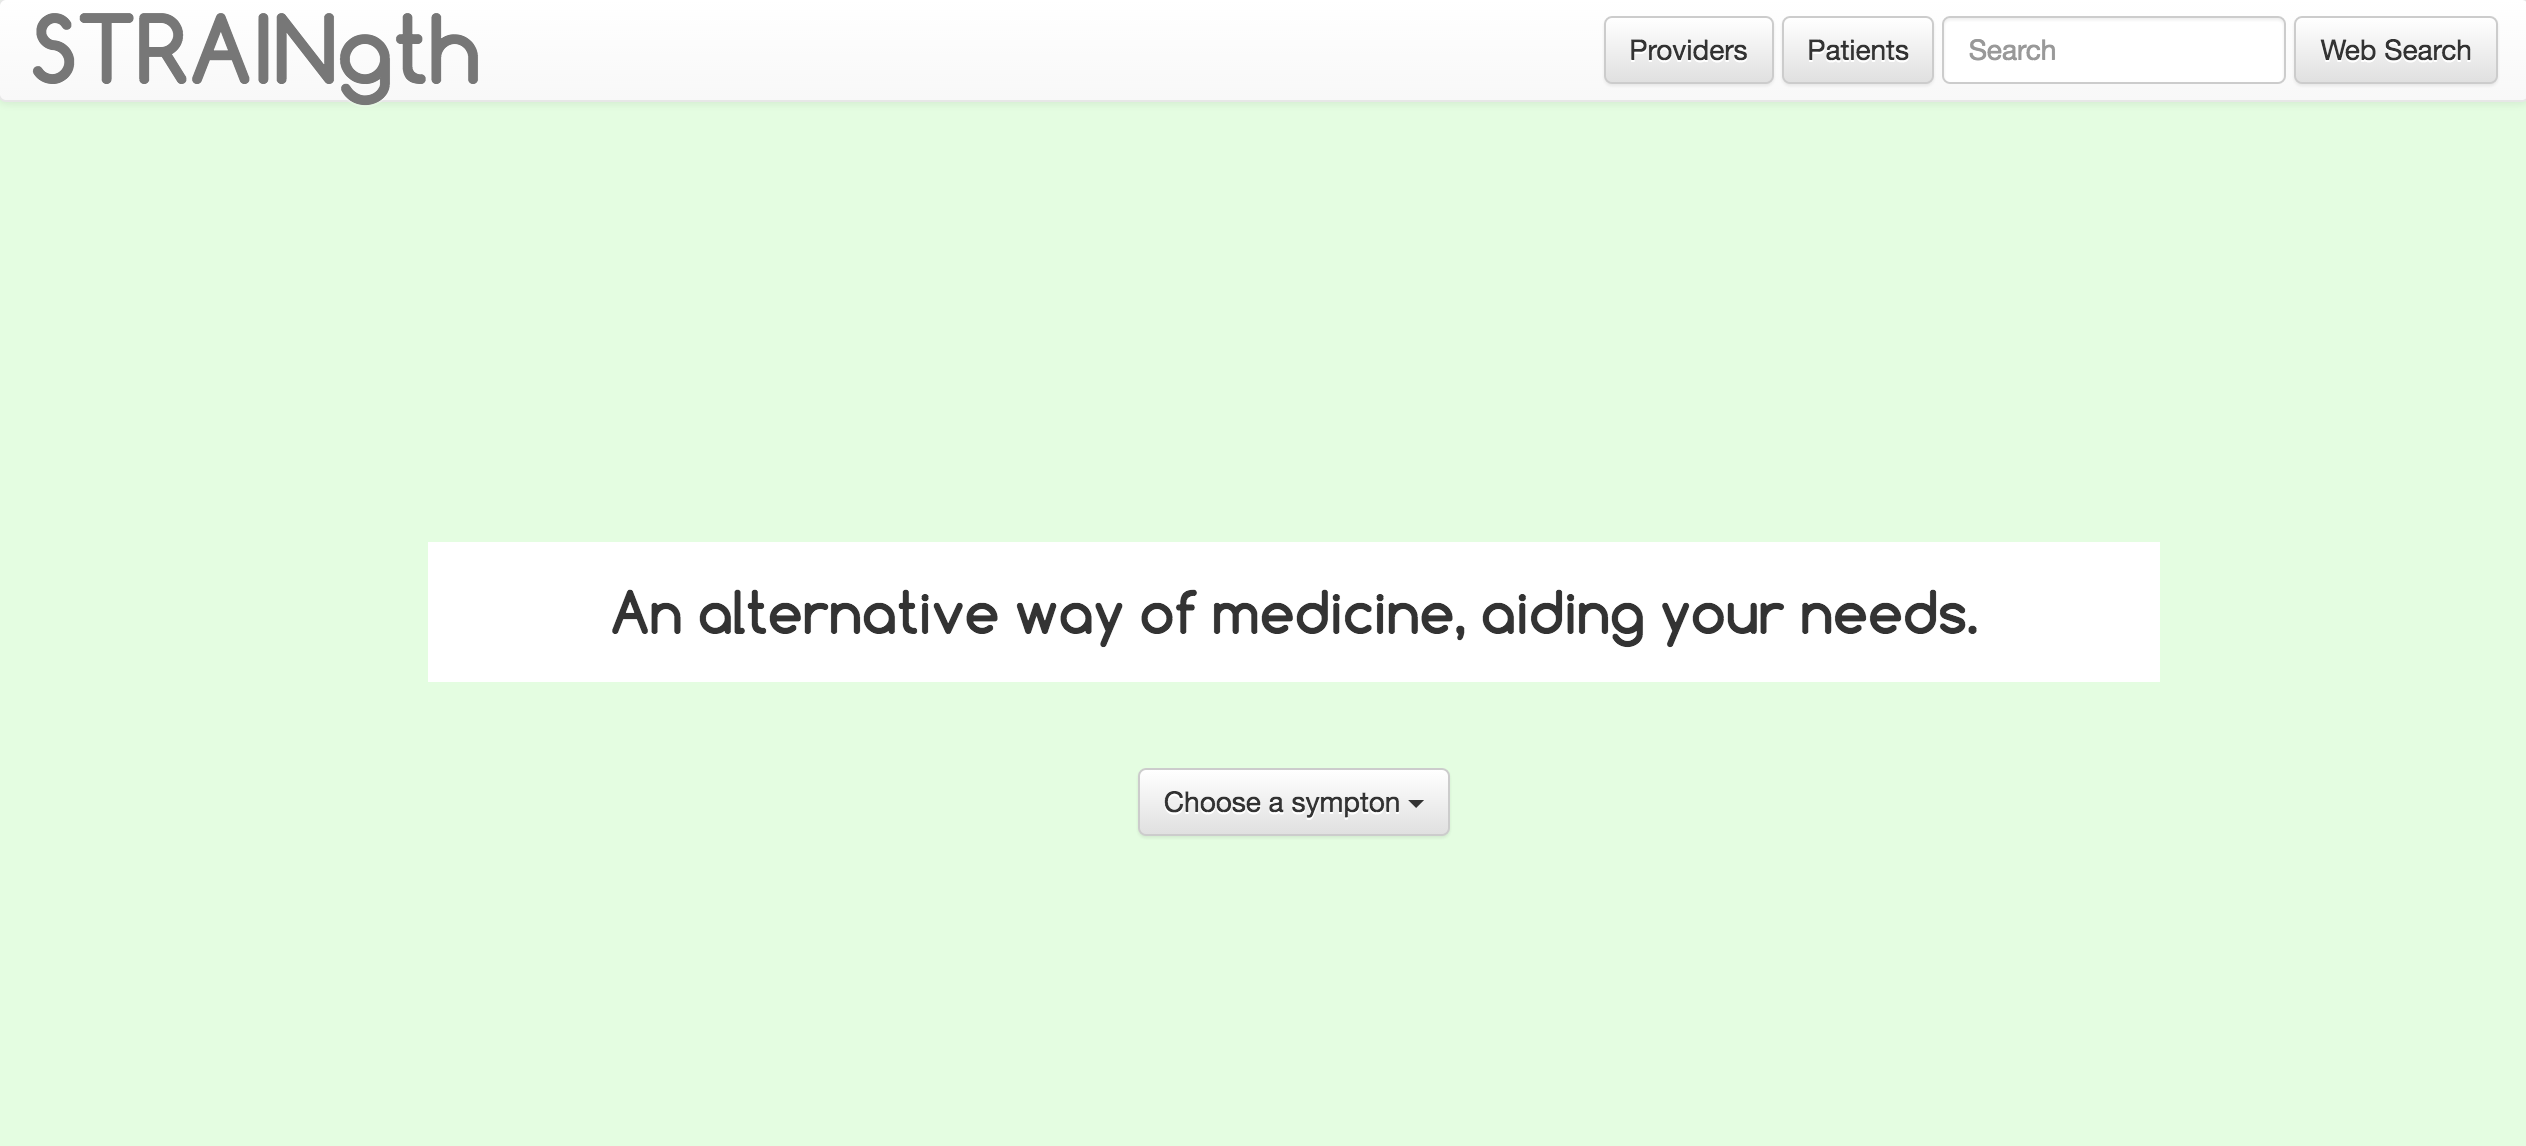 STRAINgth
Providers
Patients
Search
Web Search
An alternative way of medicine, aiding your needs.
Choose a sympton